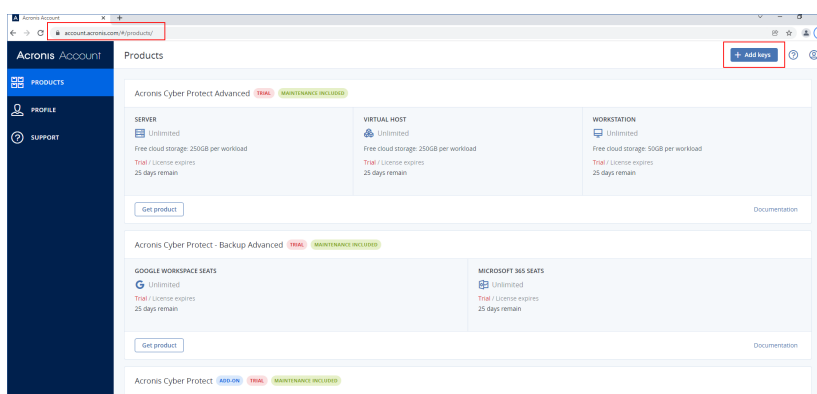 Acronis Account
account.acronis.com/#/products/
Acronis Account
Products
+ Add keys
PRODUCTS
PROFILE
SUPPORT
Acronis Cyber Protect Advanced TRIAL MAINTENANCE INCLUDED
SERVER
Unlimited
Free cloud storage: 250GB per workload
Trial / License expires
25 days remain
VIRTUAL HOST
Unlimited
Free cloud storage: 250GB per workload
Trial / License expires
25 days remain
WORKSTATION
Unlimited
Free cloud storage: 50GB per workload
Trial / License expires
25 days remain
Get product
Documentation
Acronis Cyber Protect - Backup Advanced TRIAL MAINTENANCE INCLUDED
GOOGLE WORKSPACE SEATS
Unlimited
Trial / License expires
25 days remain
MICROSOFT 365 SEATS
Unlimited
Trial / License expires
25 days remain
Get product
Documentation
Acronis Cyber Protect ADD-ON TRIAL MAINTENANCE INCLUDED